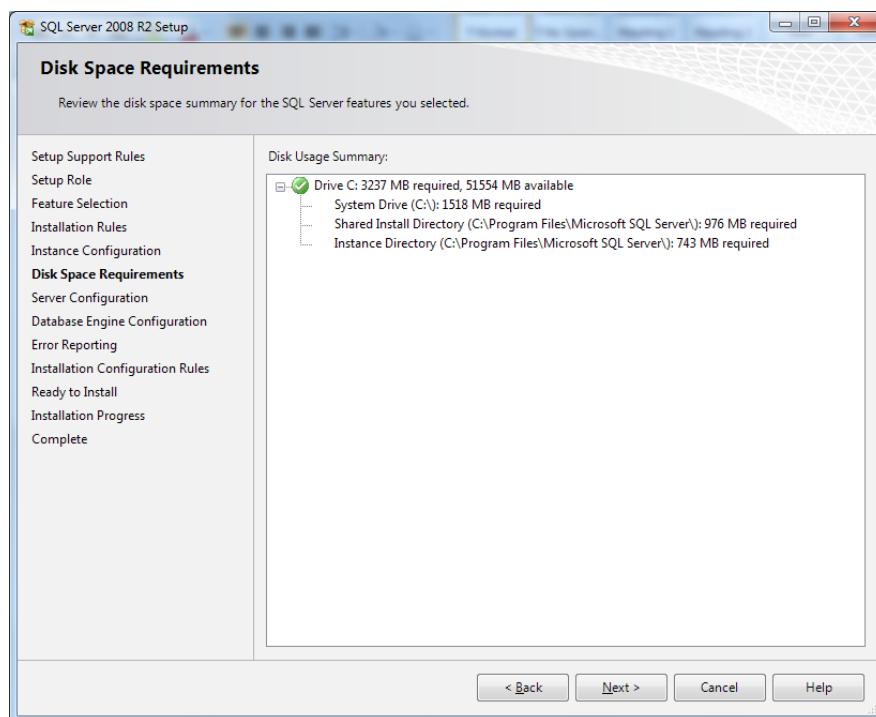 SQL Server 2008 R2 Setup
Disk Space Requirements
Review the disk space summary for the SQL Server features you selected.
Setup Support Rules
Setup Role
Feature Selection
Installation Rules
Instance Configuration
Disk Space Requirements
Server Configuration
Database Engine Configuration
Error Reporting
Installation Configuration Rules
Ready to Install
Installation Progress
Complete
Disk Usage Summary:
Drive C: 3237 MB required, 51554 MB available
System Drive (C:\): 1518 MB required
Shared Install Directory (C:\Program Files\Microsoft SQL Server\): 976 MB required
Instance Directory (C:\Program Files\Microsoft SQL Server\): 743 MB required
< Back
Next >
Cancel
Help